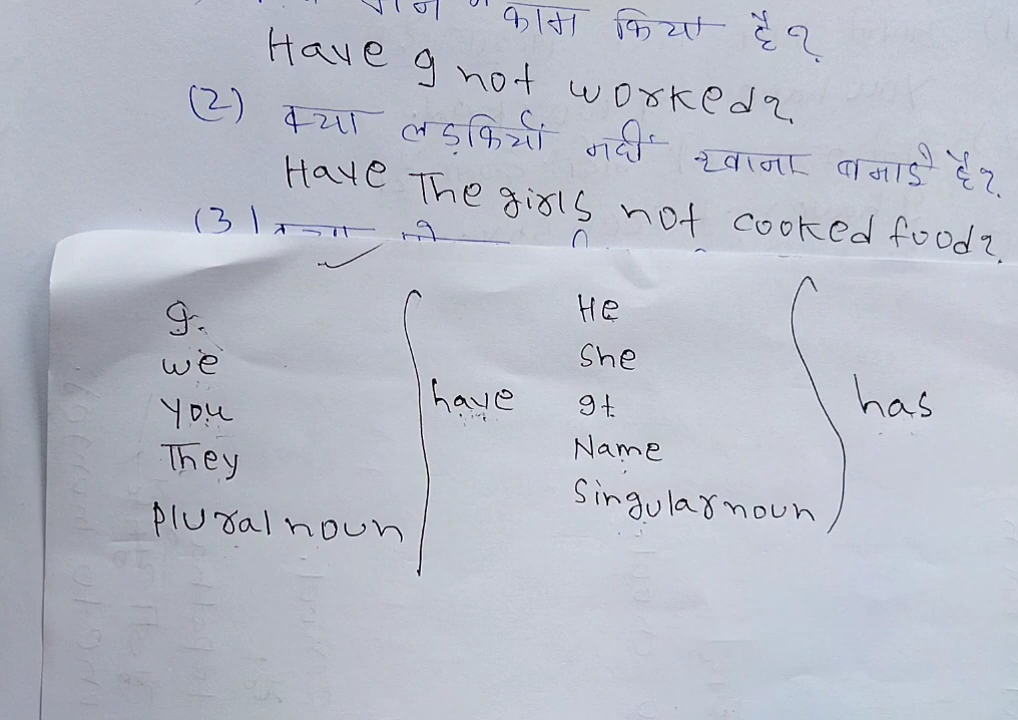 काम किया है?
Have I not worked?
(2) क्या लड़कियाँ नहीं खाना बनाई है?
Have The girls not cooked food?
(3)
I.
we
you
They
Plural noun
have
He
She
It
Name
Singular noun
has